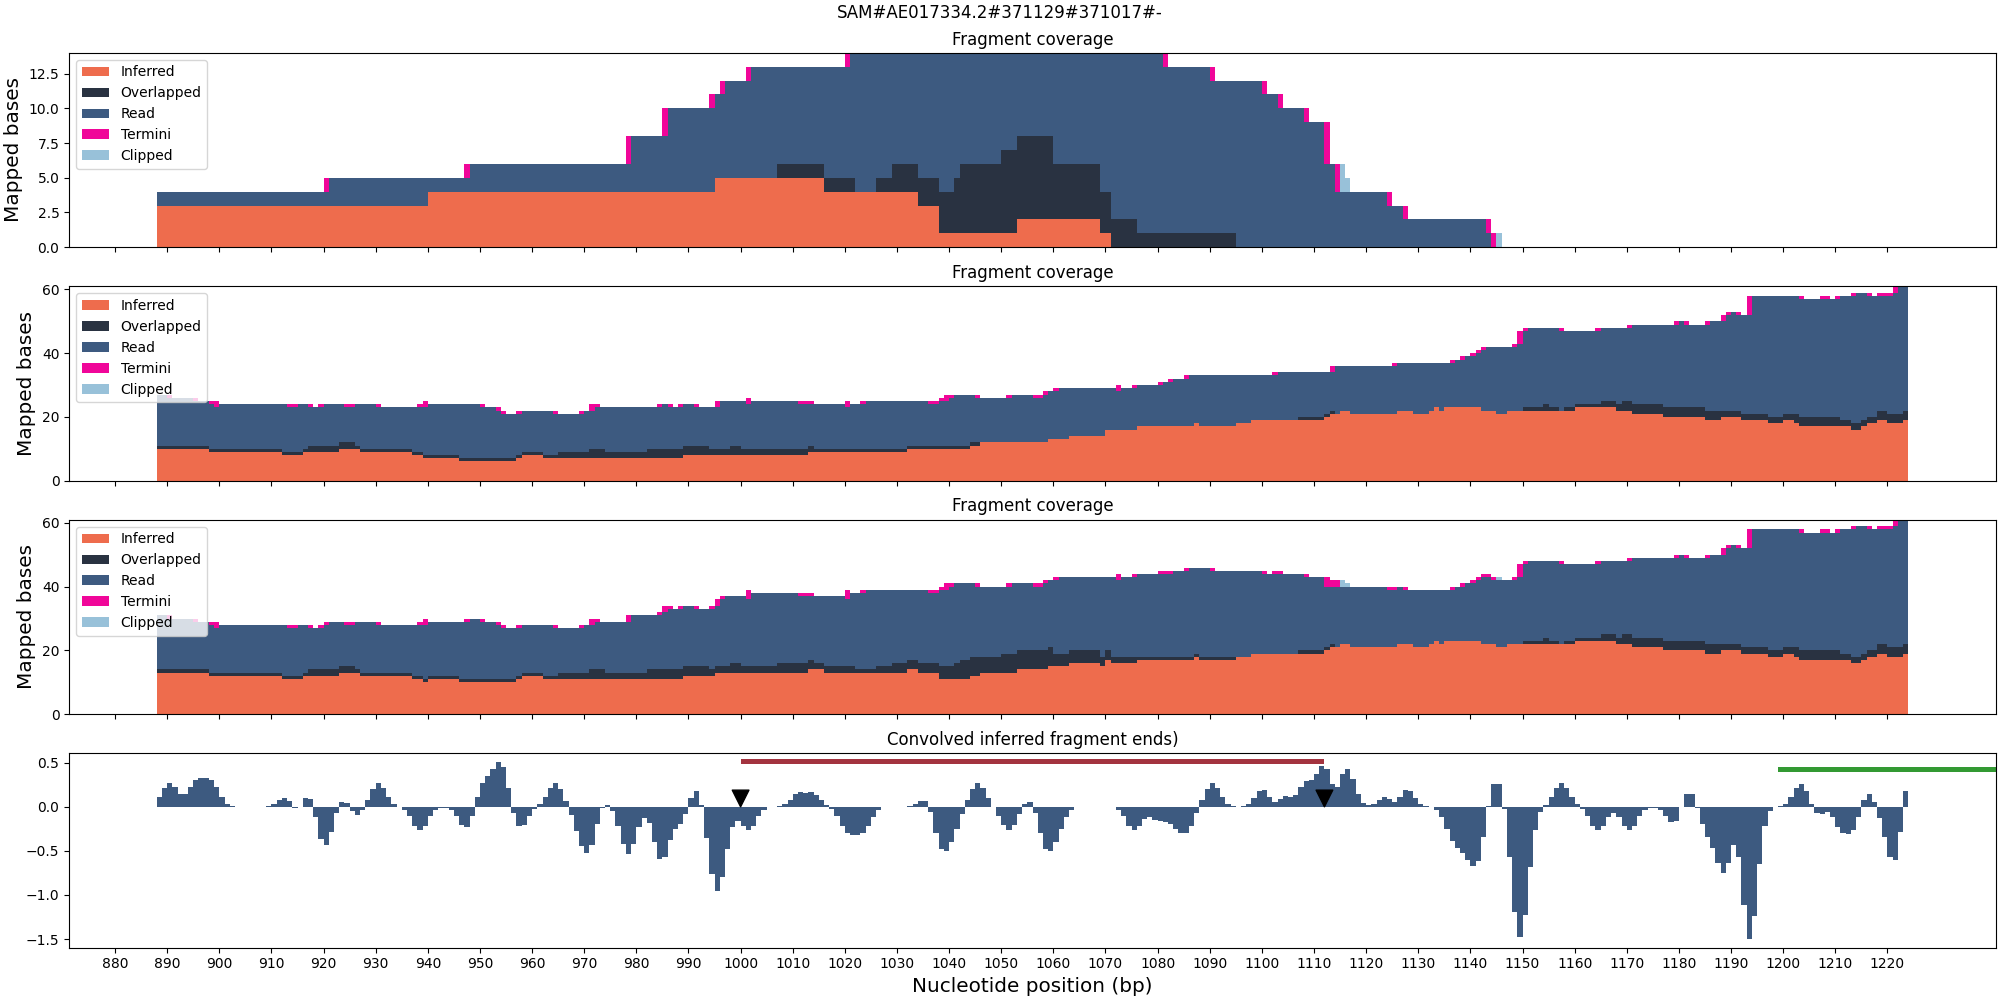 SAM#AE017334.2#371129#371017#-
Fragment coverage
Mapped bases
12.5
10.0
7.5
5.0
2.5
0.0
Inferred
Overlapped
Read
Termini
Clipped
Fragment coverage
Mapped bases
60
40
20
0
Inferred
Overlapped
Read
Termini
Clipped
Fragment coverage
Mapped bases
60
40
20
0
Inferred
Overlapped
Read
Termini
Clipped
Convolved inferred fragment ends)
0.5
0.0
−0.5
−1.0
−1.5
880 890 900 910 920 930 940 950 960 970 980 990 1000 1010 1020 1030 1040 1050 1060 1070 1080 1090 1100 1110 1120 1130 1140 1150 1160 1170 1180 1190 1200 1210 1220
Nucleotide position (bp)